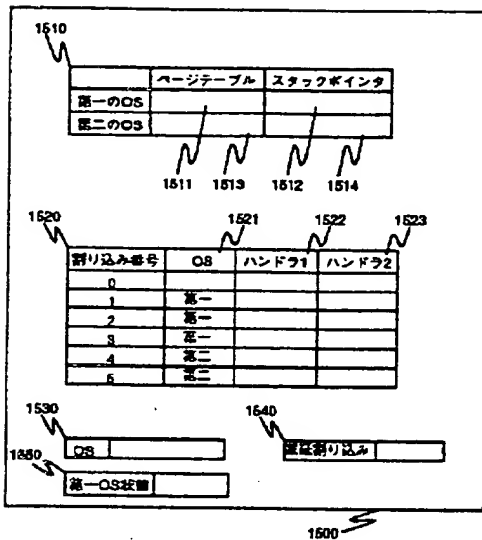 1510
ページテーブル スタックポインタ
第一のOS
第二のOS
1511 1513 1512 1514
1520 1521 1522 1523
割り込み番号 OS ハンドラ1 ハンドラ2
0
1 第一
2 第一
3 第一
4 第二
5 第二
1530 1540
OS 遅延割り込み
1550
第一OS状態
1500